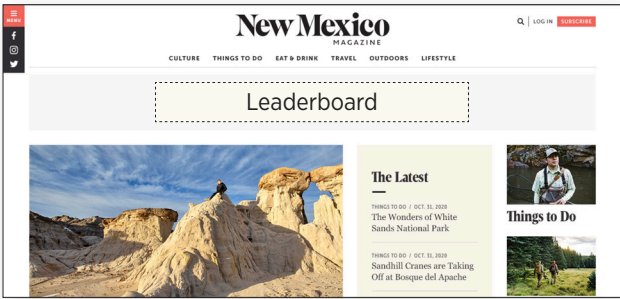 MENU
New Mexico
MAGAZINE
LOG IN
SUBSCRIBE
CULTURE THINGS TO DO EAT & DRINK TRAVEL OUTDOORS LIFESTYLE
Leaderboard
The Latest
THINGS TO DO / OCT. 31, 2020
The Wonders of White
Sands National Park
THINGS TO DO / OCT. 31, 2020
Sandhill Cranes are Taking
Off at Bosque del Apache
Things to Do